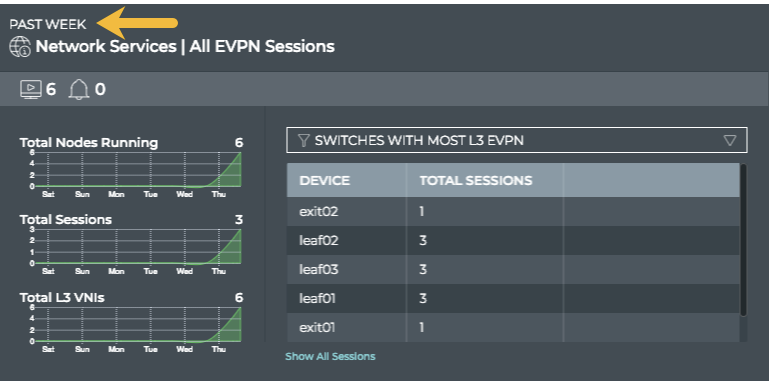 PAST WEEK
Network Services | All EVPN Sessions
6 0
Total Nodes Running 6
6
4
2
0
Sat Sun Mon Tue Wed Thu
Total Sessions 3
3
2
1
0
Sat Sun Mon Tue Wed Thu
Total L3 VNIs 6
6
4
2
0
Sat Sun Mon Tue Wed Thu
SWITCHES WITH MOST L3 EVPN
DEVICE TOTAL SESSIONS
exit02 1
leaf02 3
leaf03 3
leaf01 3
exit01 1
Show All Sessions